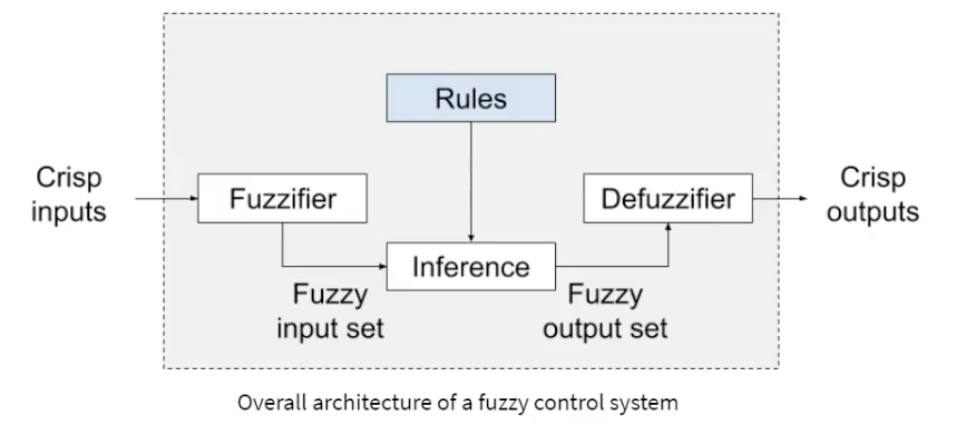 Rules
Crisp
inputs
Fuzzifier
Defuzzifier
Crisp
outputs
Inference
Fuzzy
input set
Fuzzy
output set
Overall architecture of a fuzzy control system